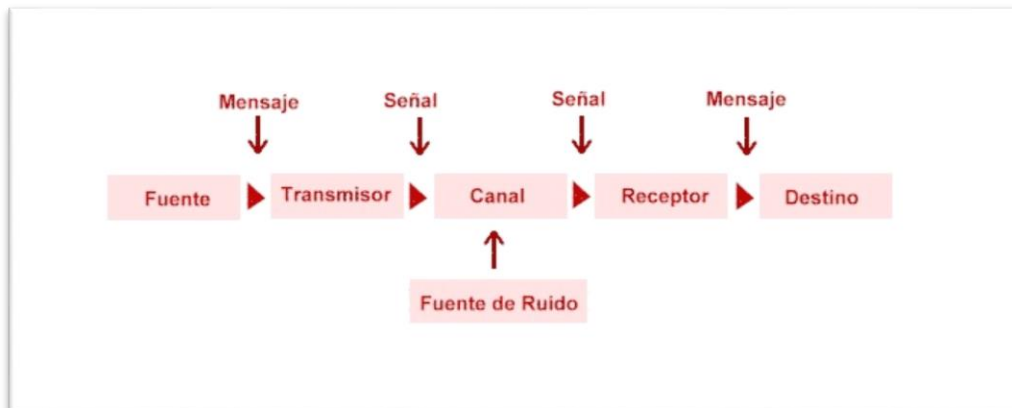 Mensaje Señal Señal Mensaje
Fuente Transmisor Canal Receptor Destino
Fuente de Ruido